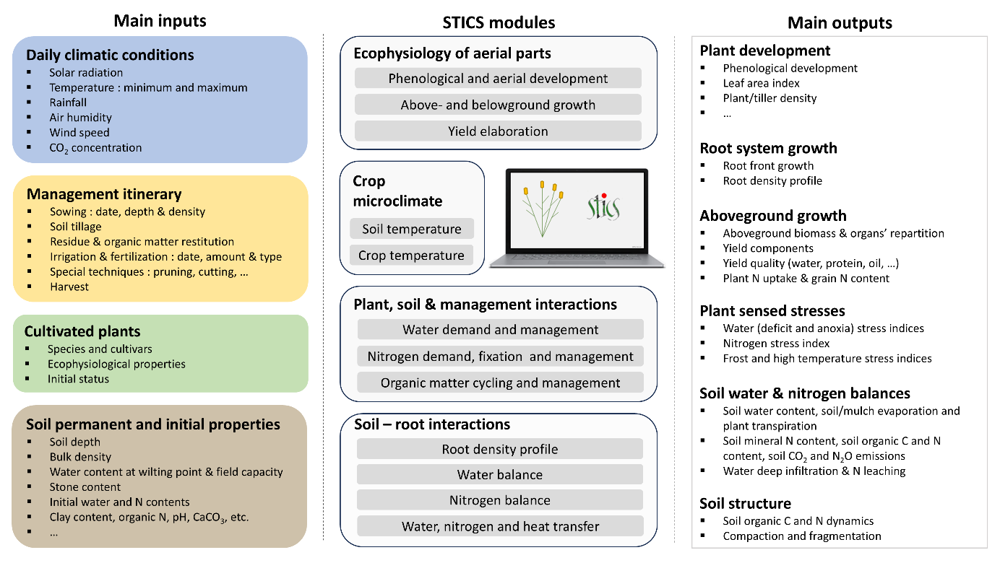 Main inputs
Daily climatic conditions
▪ Solar radiation
▪ Temperature : minimum and maximum
▪ Rainfall
▪ Air humidity
▪ Wind speed
▪ CO2 concentration
Management itinerary
▪ Sowing : date, depth & density
▪ Soil tillage
▪ Residue & organic matter restitution
▪ Irrigation & fertilization : date, amount & type
▪ Special techniques : pruning, cutting, …
▪ Harvest
Cultivated plants
▪ Species and cultivars
▪ Ecophysiological properties
▪ Initial status
Soil permanent and initial properties
▪ Soil depth
▪ Bulk density
▪ Water content at wilting point & field capacity
▪ Stone content
▪ Initial water and N contents
▪ Clay content, organic N, pH, CaCO3, etc.
▪ …
STICS modules
Ecophysiology of aerial parts
Phenological and aerial development
Above- and belowground growth
Yield elaboration
Crop
microclimate
Soil temperature
Crop temperature
stics
Plant, soil & management interactions
Water demand and management
Nitrogen demand, fixation and management
Organic matter cycling and management
Soil – root interactions
Root density profile
Water balance
Nitrogen balance
Water, nitrogen and heat transfer
Main outputs
Plant development
▪ Phenological development
▪ Leaf area index
▪ Plant/tiller density
▪ …
Root system growth
▪ Root front growth
▪ Root density profile
Aboveground growth
▪ Aboveground biomass & organs’ repartition
▪ Yield components
▪ Yield quality (water, protein, oil, …)
▪ Plant N uptake & grain N content
Plant sensed stresses
▪ Water (deficit and anoxia) stress indices
▪ Nitrogen stress index
▪ Frost and high temperature stress indices
Soil water & nitrogen balances
▪ Soil water content, soil/mulch evaporation and
plant transpiration
▪ Soil mineral N content, soil organic C and N
content, soil CO2 and N2O emissions
▪ Water deep infiltration & N leaching
Soil structure
▪ Soil organic C and N dynamics
▪ Compaction and fragmentation